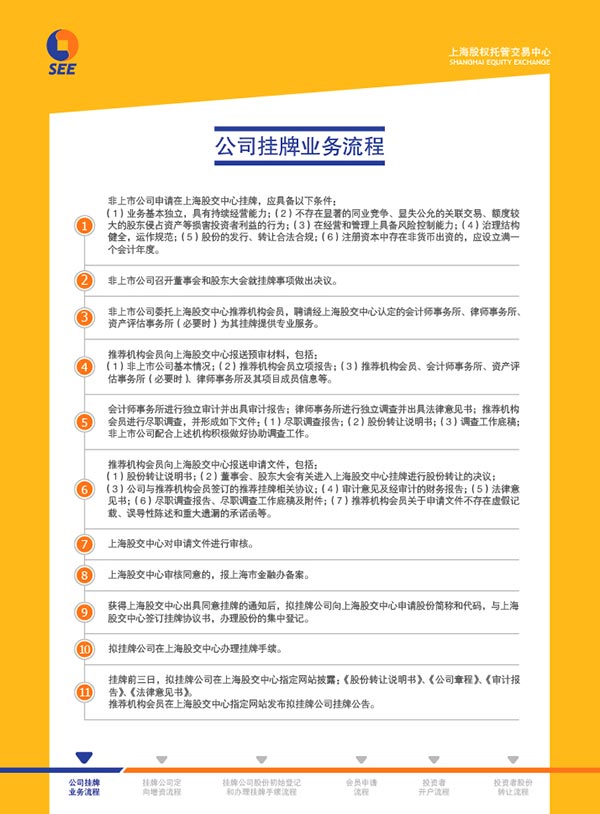 SEE
上海股权托管交易中心
SHANGHAI EQUITY EXCHANGE
公司挂牌业务流程
1
非上市公司申请在上海股交中心挂牌，应具备以下条件：
（1）业务基本独立，具有持续经营能力；（2）不存在显著的同业竞争、显失公允的关联交易、额度较
大的股东侵占资产等损害投资者利益的行为；（3）在经营和管理上具备风险控制能力；（4）治理结构
健全，运作规范；（5）股份的发行、转让合法合规；（6）注册资本中存在非货币出资的，应设立满一
个会计年度。
2
非上市公司召开董事会和股东大会就挂牌事项做出决议。
3
非上市公司委托上海股交中心推荐机构会员，聘请经上海股交中心认定的会计师事务所、律师事务所、
资产评估事务所（必要时）为其挂牌提供专业服务。
4
推荐机构会员向上海股交中心报送预审材料，包括：
（1）非上市公司基本情况；（2）推荐机构会员立项报告；（3）推荐机构会员、会计师事务所、资产评
估事务所（必要时）、律师事务所及其项目成员信息等。
5
会计师事务所进行独立审计并出具审计报告；律师事务所进行独立调查并出具法律意见书；推荐机构
会员进行尽职调查，并形成如下文件：（1）尽职调查报告；（2）股份转让说明书；（3）调查工作底稿；
非上市公司配合上述机构积极做好协助调查工作。
6
推荐机构会员向上海股交中心报送申请文件，包括：
（1）股份转让说明书；（2）董事会、股东大会有关进入上海股交中心挂牌进行股份转让的决议；
（3）公司与推荐机构会员签订的推荐挂牌相关协议；（4）审计意见及经审计的财务报告；（5）法律意
见书；（6）尽职调查报告、尽职调查工作底稿及附件；（7）推荐机构会员关于申请文件不存在虚假记
载、误导性陈述和重大遗漏的承诺函等。
7
上海股交中心对申请文件进行审核。
8
上海股交中心审核同意的，报上海市金融办备案。
9
获得上海股交中心出具同意挂牌的通知后，拟挂牌公司向上海股交中心申请股份简称和代码，与上海
股交中心签订挂牌协议书，办理股份的集中登记。
10
拟挂牌公司在上海股交中心办理挂牌手续。
11
挂牌前三日，拟挂牌公司在上海股交中心指定网站披露：《股份转让说明书》、《公司章程》、《审计报
告》、《法律意见书》。
推荐机构会员在上海股交中心指定网站发布拟挂牌公司挂牌公告。
公司挂牌
业务流程
挂牌公司定
向增资流程
挂牌公司股份初始登记
和办理挂牌手续流程
会员申请
流程
投资者
开户流程
投资者股份
转让流程